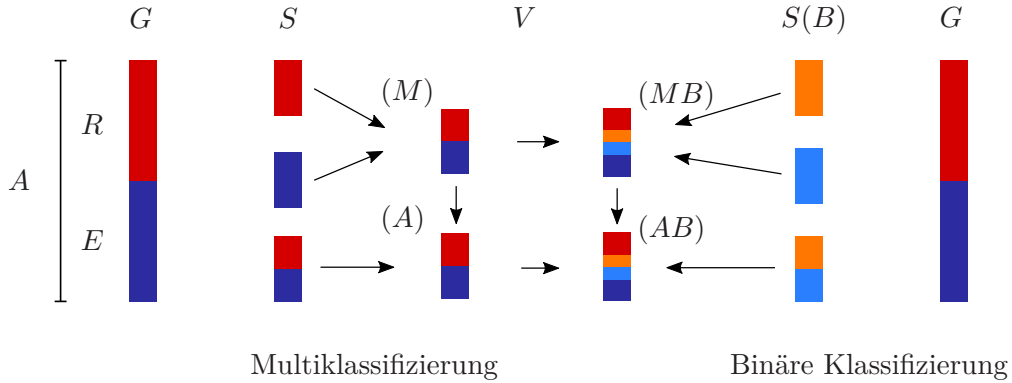 G S V S(B) G
(M) (MB)
R
A
(A) (AB)
E
Multiklassifizierung Binäre Klassifizierung